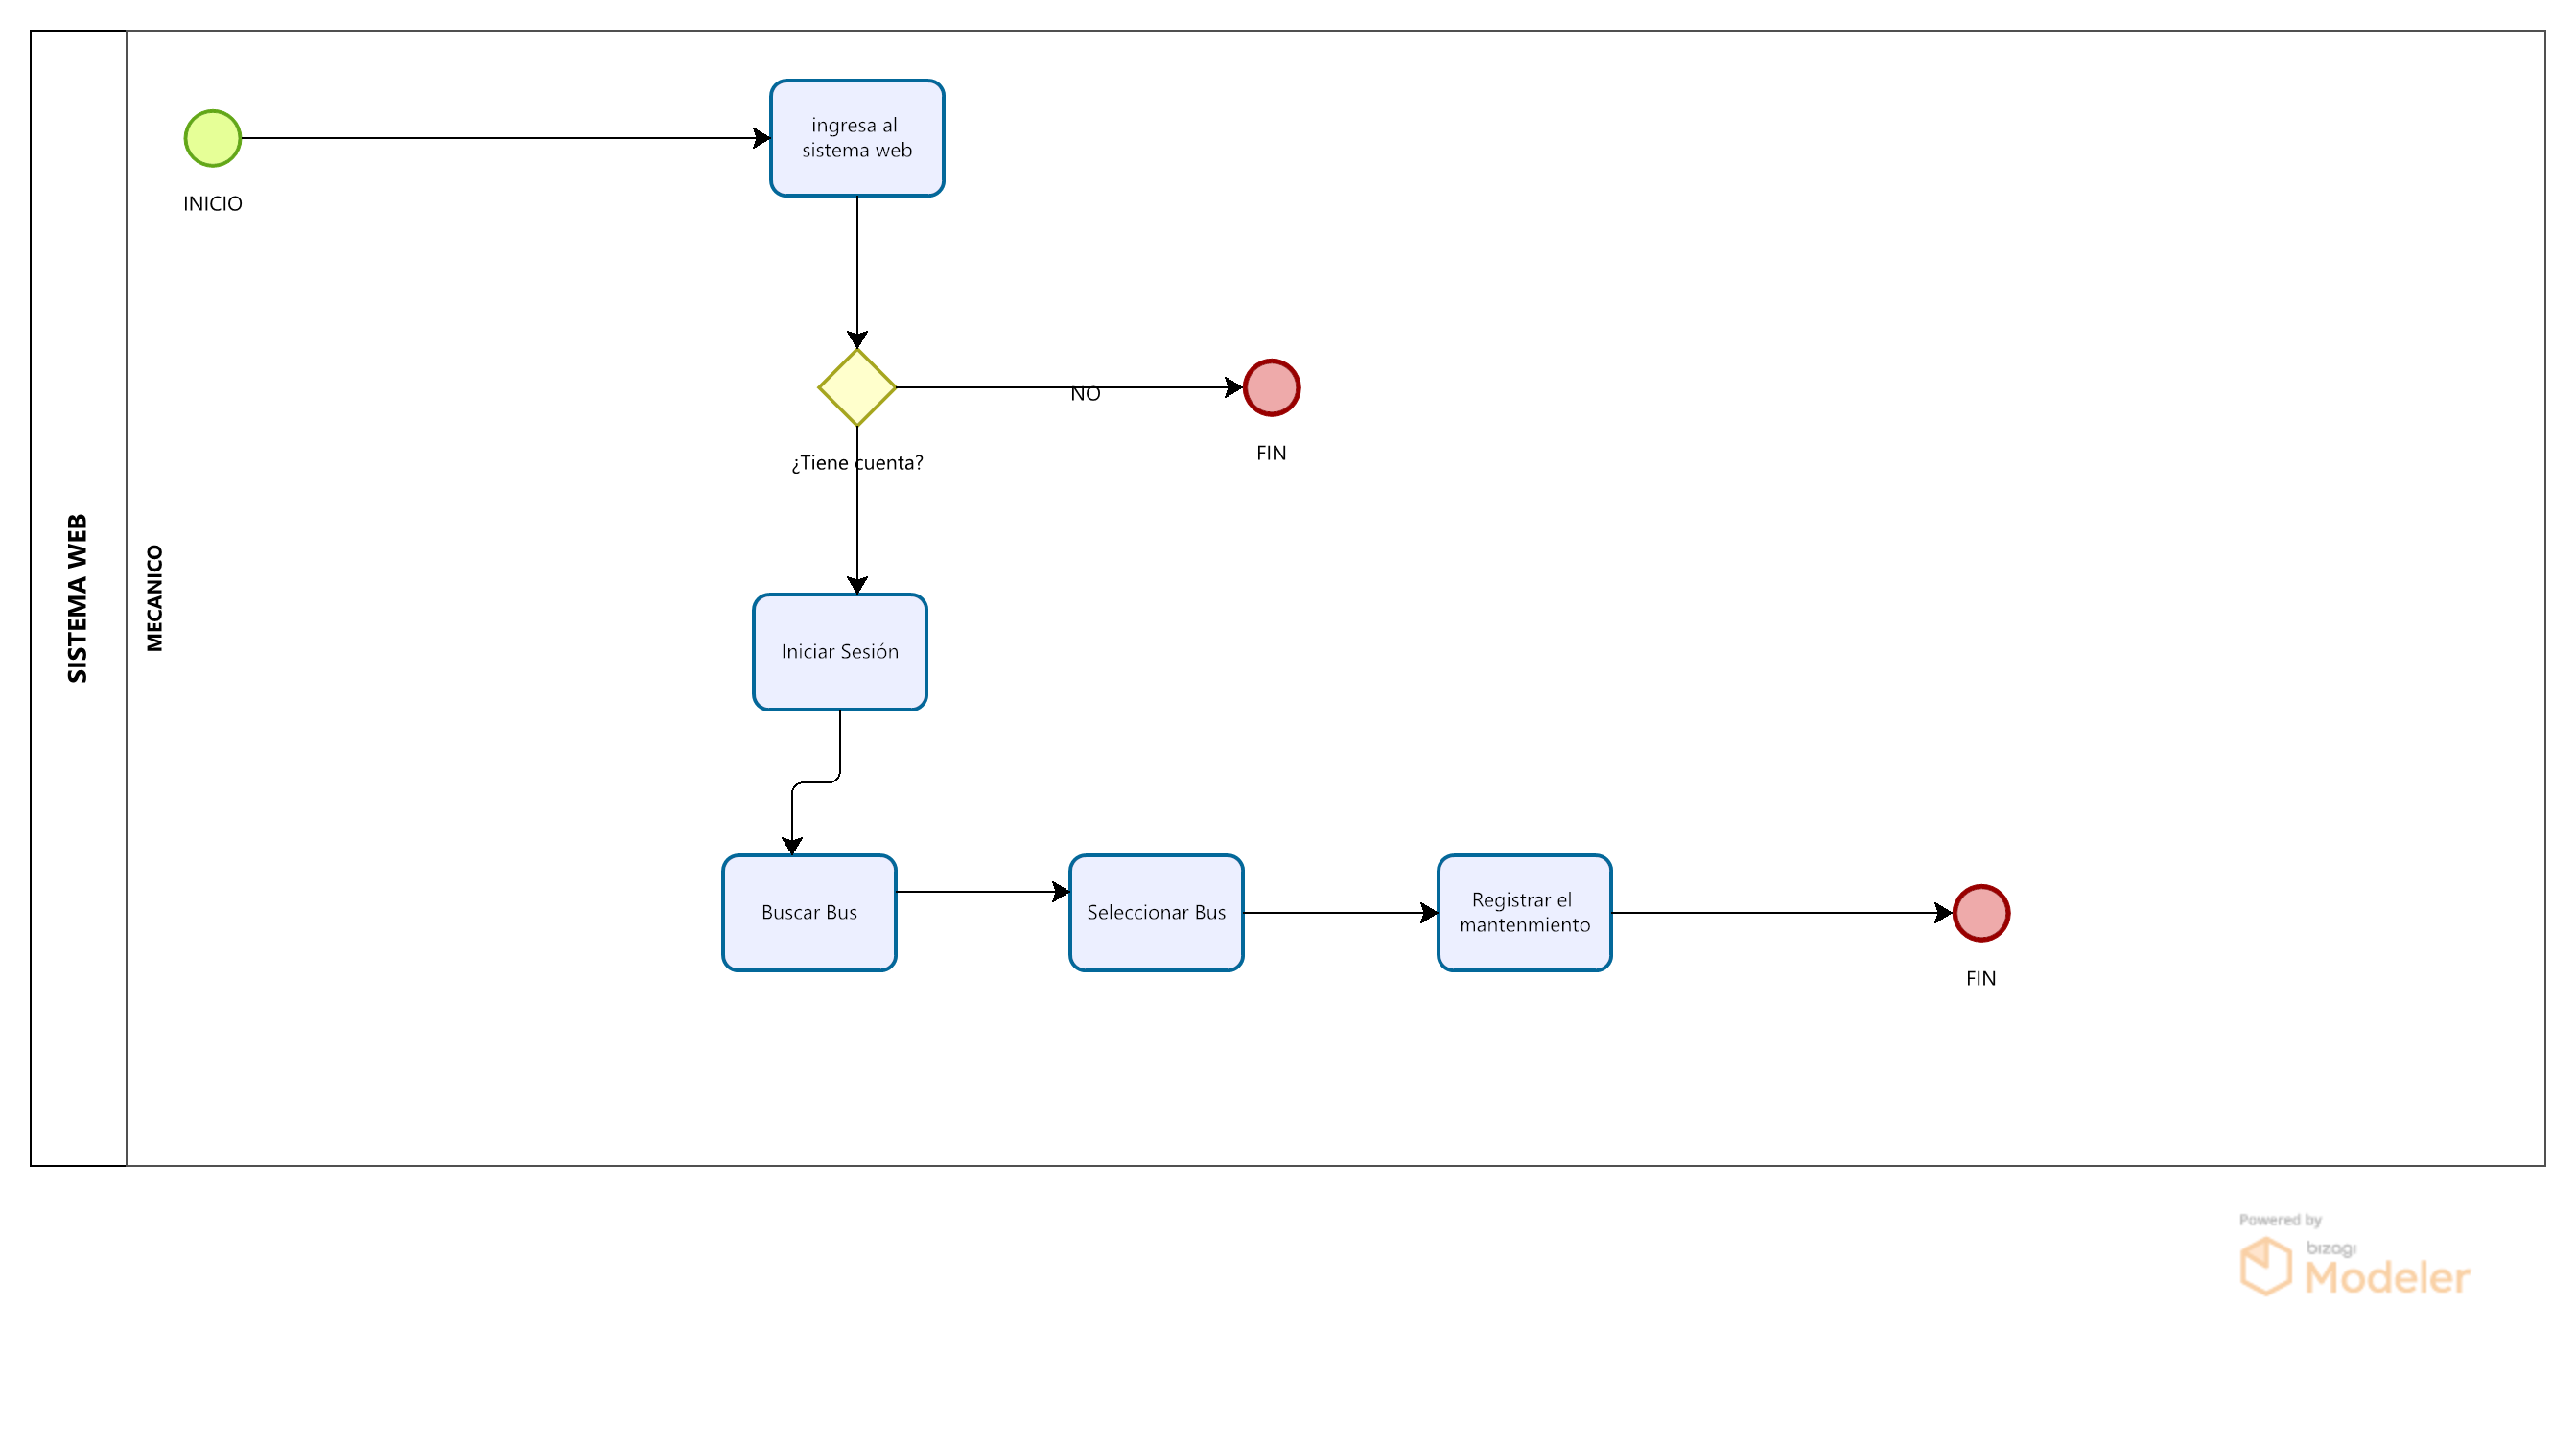 SISTEMA WEB
MECANICO
INICIO
ingresa al
sistema web
NO
FIN
¿Tiene cuenta?
Iniciar Sesión
Buscar Bus
Seleccionar Bus
Registrar el
mantenmiento
FIN
Powered by
bizagi
Modeler